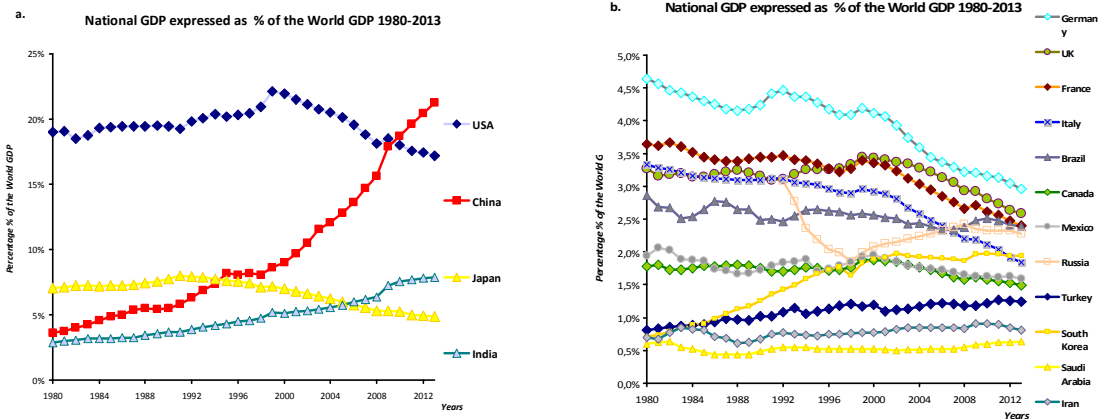 a.
National GDP expressed as % of the World GDP 1980-2013
Percentage % of the World GDP
25%
20%
15%
10%
5%
0%
1980 1984 1988 1992 1996 2000 2004 2008 2012
Years
USA
China
Japan
India
b.
National GDP expressed as % of the World GDP 1980-2013
Percentage % of the World G
5,0%
4,5%
4,0%
3,5%
3,0%
2,5%
2,0%
1,5%
1,0%
0,5%
0,0%
1980 1984 1988 1992 1996 2000 2004 2008 2012
Years
German
y
UK
France
Italy
Brazil
Canada
Mexico
Russia
Turkey
South
Korea
Saudi
Arabia
Iran